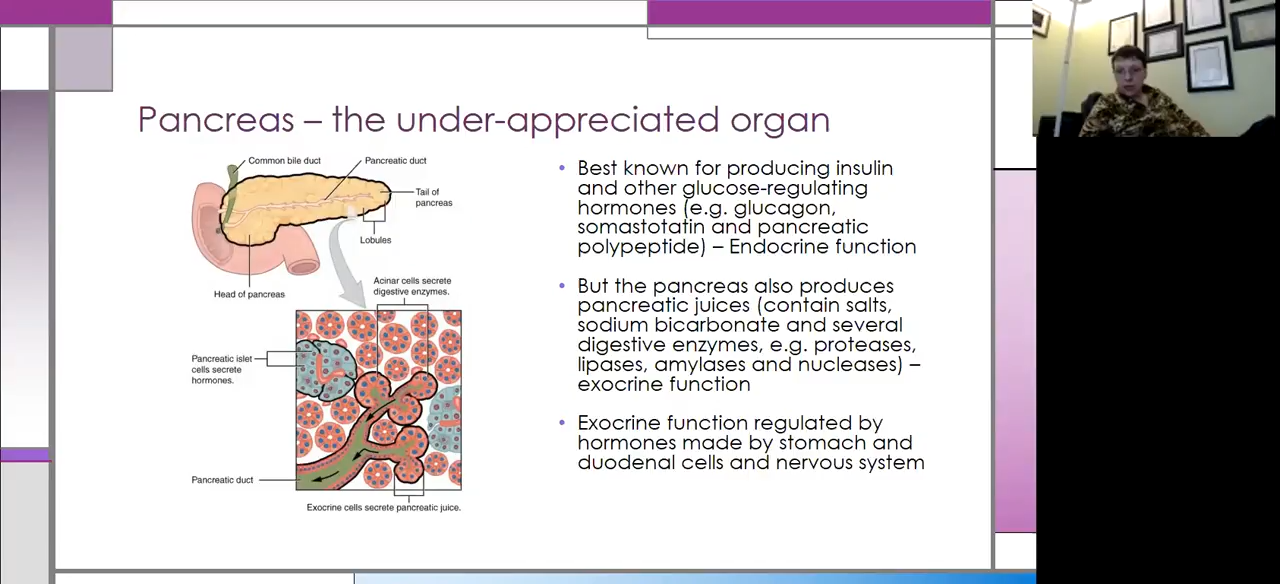 Pancreas – the under-appreciated organ
Common bile duct
Pancreatic duct
Tail of
pancreas
Lobules
Head of pancreas
Acinar cells secrete
digestive enzymes.
Pancreatic islet
cells secrete
hormones.
Pancreatic duct
Exocrine cells secrete pancreatic juice.
• Best known for producing insulin
and other glucose-regulating
hormones (e.g. glucagon,
somastotatin and pancreatic
polypeptide) – Endocrine function
• But the pancreas also produces
pancreatic juices (contain salts,
sodium bicarbonate and several
digestive enzymes, e.g. proteases,
lipases, amylases and nucleases) –
exocrine function
• Exocrine function regulated by
hormones made by stomach and
duodenal cells and nervous system